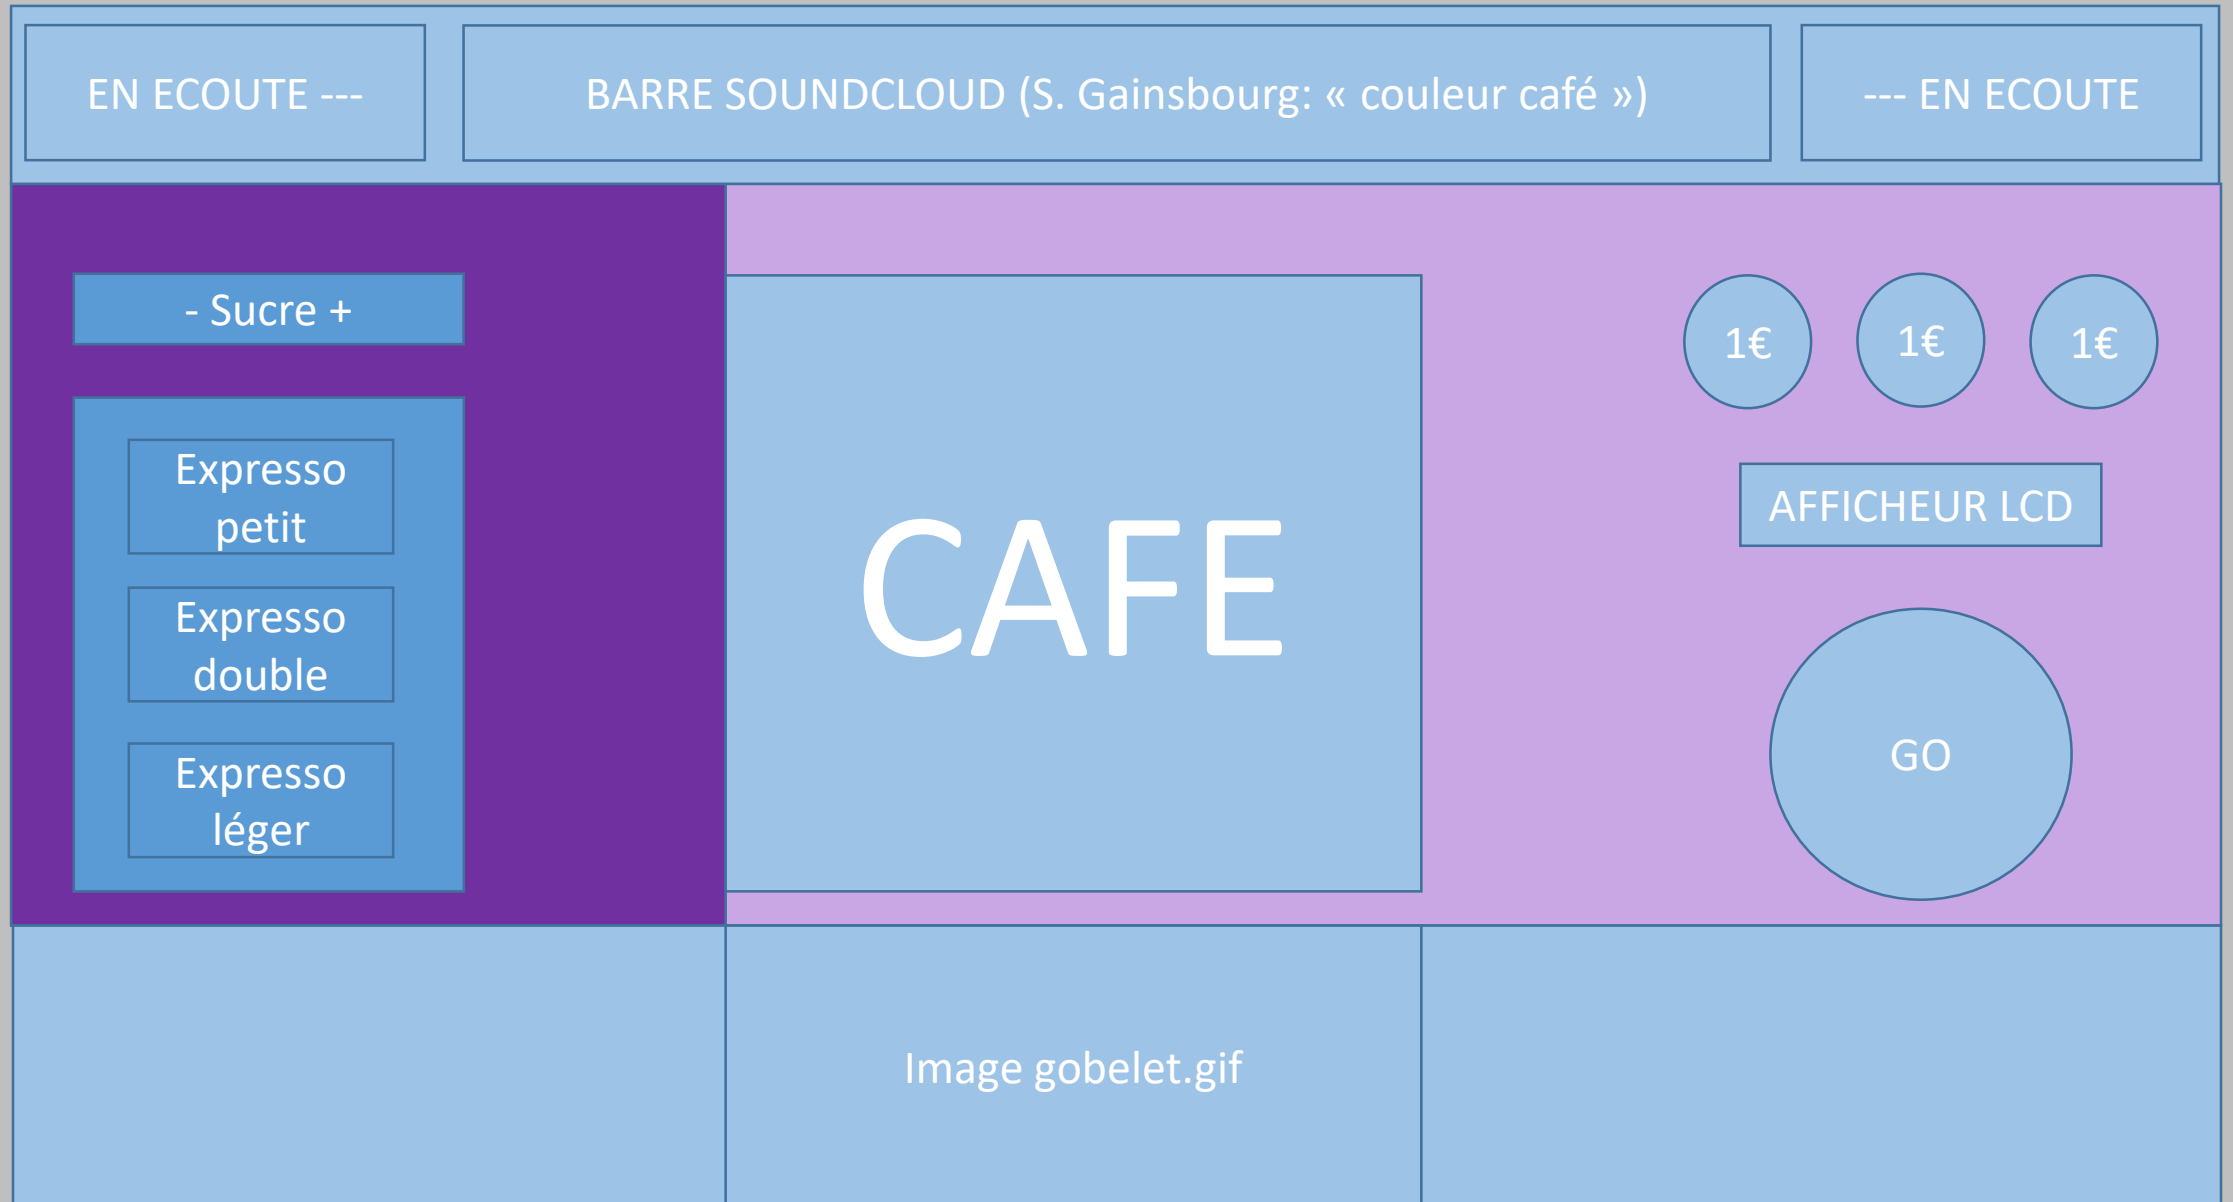 EN ECOUTE ---
BARRE SOUNDCLOUD (S. Gainsbourg: « couleur café »)
--- EN ECOUTE
- Sucre +
Expresso
petit
Expresso
double
Expresso
léger
CAFE
1€
1€
1€
AFFICHEUR LCD
GO
Image gobelet.gif